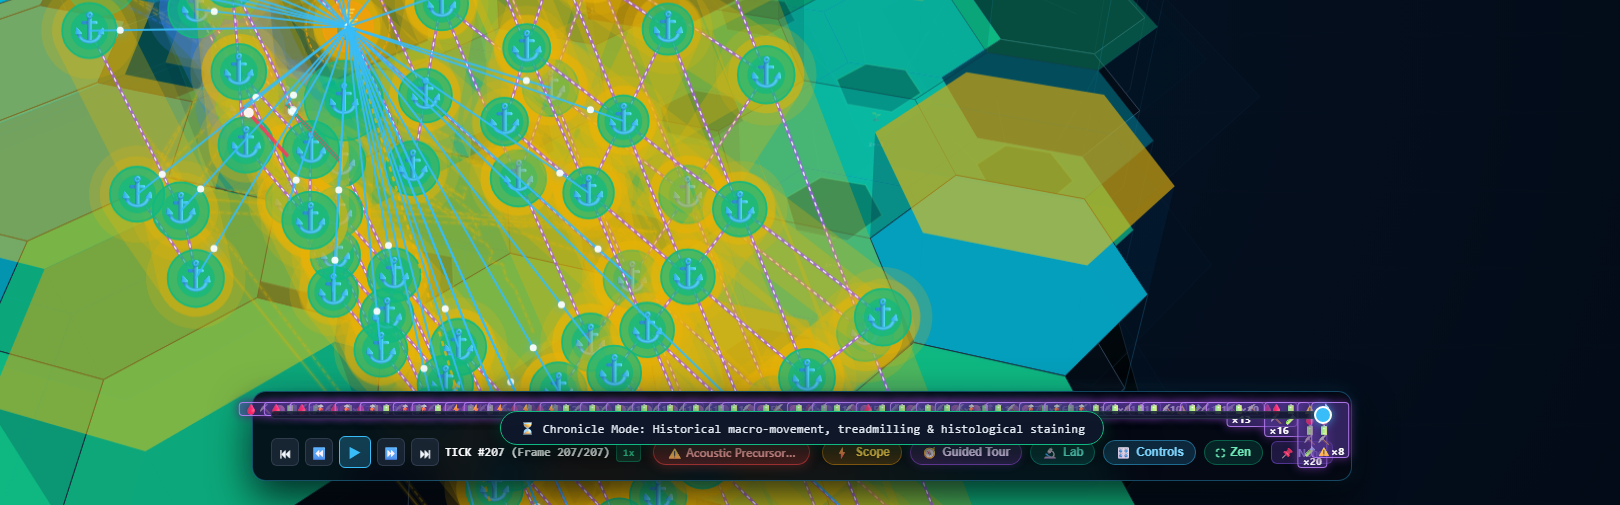 x13
x16
⌛ Chronicle Mode: Historical macro-movement, treadmilling & histological staining
TICK #207 (Frame 207/207) 1x
Acoustic Precursor...
Scope
Guided Tour
Lab
Controls
Zen
x8
x20